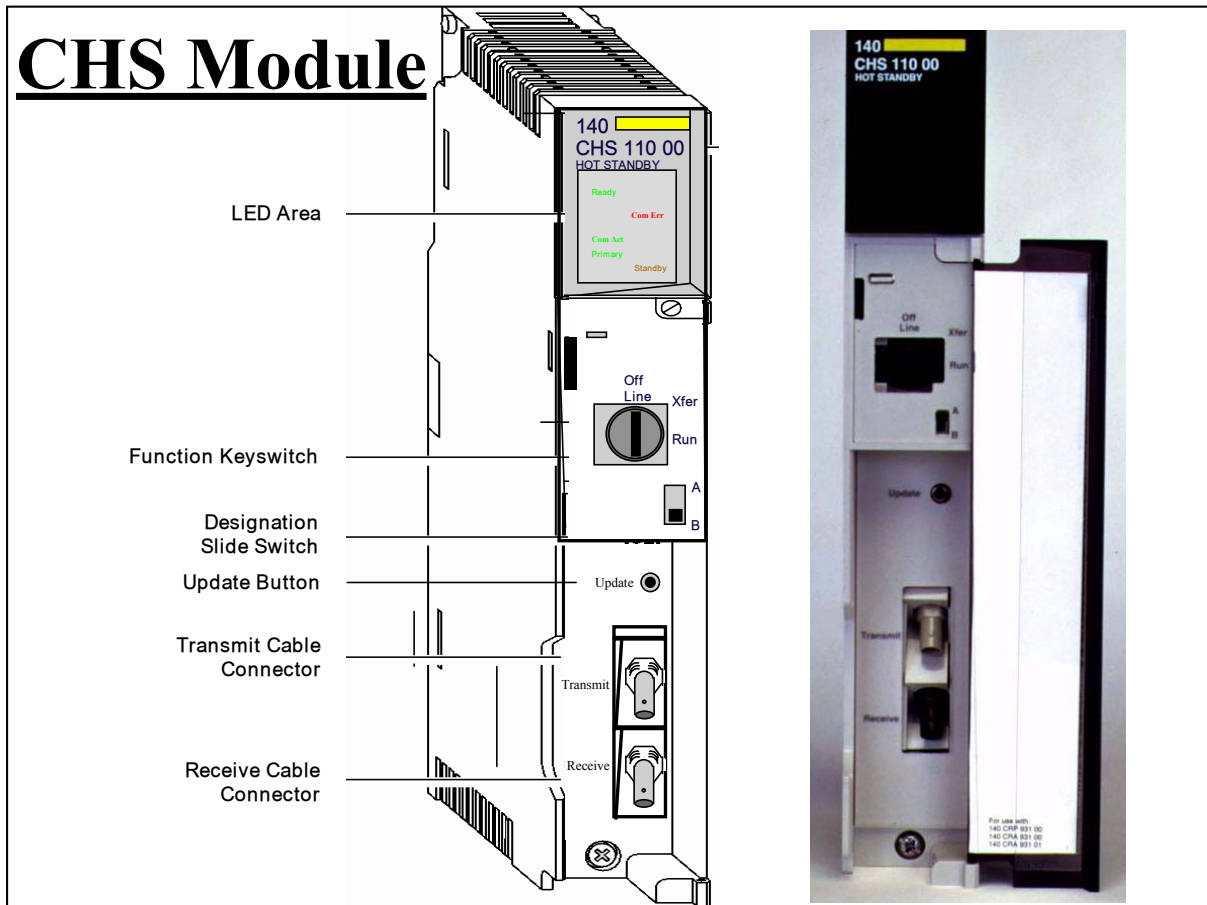 CHS Module
140
CHS 110 00
HOT STANDBY
Ready
Com Err
Com Act
Primary
Standby
LED Area
Off
Line
Xfer
Run
Function Keyswitch
A
B
Designation
Slide Switch
Update Button
Update
Transmit Cable
Connector
Transmit
Receive Cable
Connector
Receive
140
CHS 110 00
HOT STANDBY
Off
Line
Xfer
Run
A
B
Update
Transmit
Receive
For use with
140 CRP 931 00
140 CRA 931 00
140 CRA 931 01